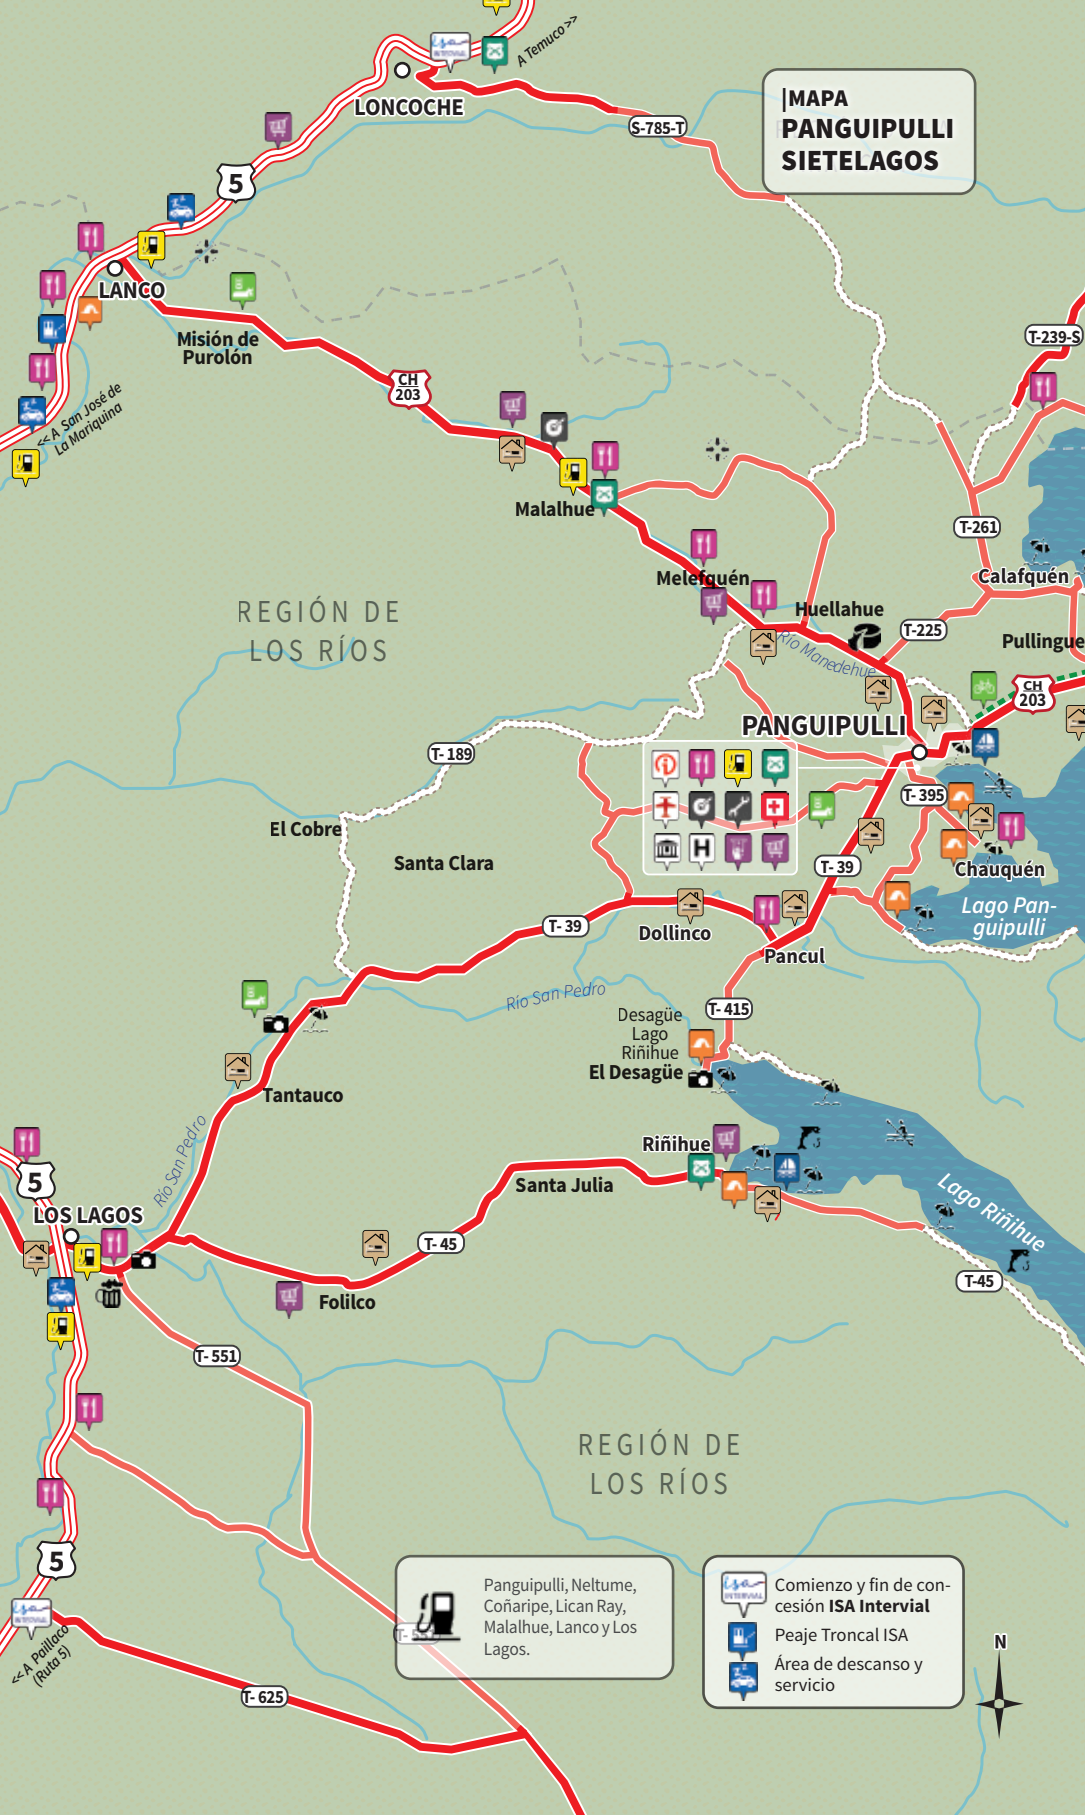 A Temuco >>
LONCOCHE
|MAPA
PANGUIPULLI
SIETELAGOS
S-785-T
5
LANCO
Misión de
Purolón
T-239-S
CH
203
<< A San José de
La Mariquina
Malalhue
T-261
Melefquén
Calafquén
REGIÓN DE
LOS RÍOS
Huellahue
T-225
Río Manedehue
Pullingue
CH
203
PANGUIPULLI
T- 189
T- 395
El Cobre
Santa Clara
H
T- 39
Chauquén
Lago Pan-
guipulli
T- 39
Dollinco
Pancul
Río San Pedro
T- 415
Desagüe
Lago
Riñihue
El Desagüe
Tantauco
Río San Pedro
Riñihue
5
Santa Julia
Lago Riñihue
LOS LAGOS
T- 45
T-45
Folilco
T- 551
REGIÓN DE
LOS RÍOS
5
Panguipulli, Neltume,
Coñaripe, Lican Ray,
Malalhue, Lanco y Los
Lagos.
isa
INTERVIAL
Comienzo y fin de con-
cesión ISA Intervial
Peaje Troncal ISA
Área de descanso y
servicio
N
<< A Paillaco
(Ruta 5)
T- 625